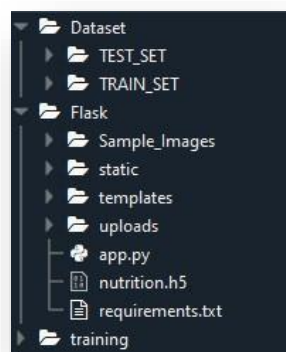 Dataset
TEST_SET
TRAIN_SET
Flask
Sample_Images
static
templates
uploads
app.py
nutrition.h5
requirements.txt
training